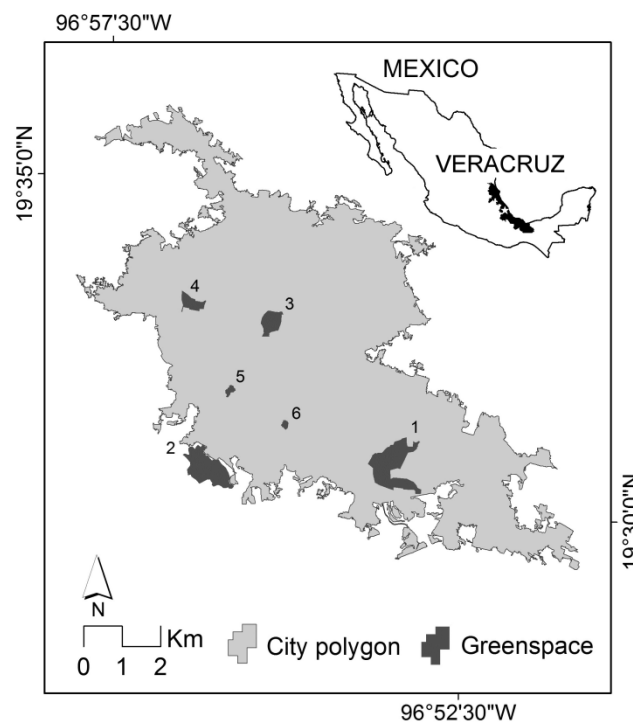 96°57'30"W
MEXICO
VERACRUZ
19°35'0"N
4
3
5
6
1
2
19°30'0"N
N
Km
0 1 2
City polygon
Greenspace
96°52'30"W